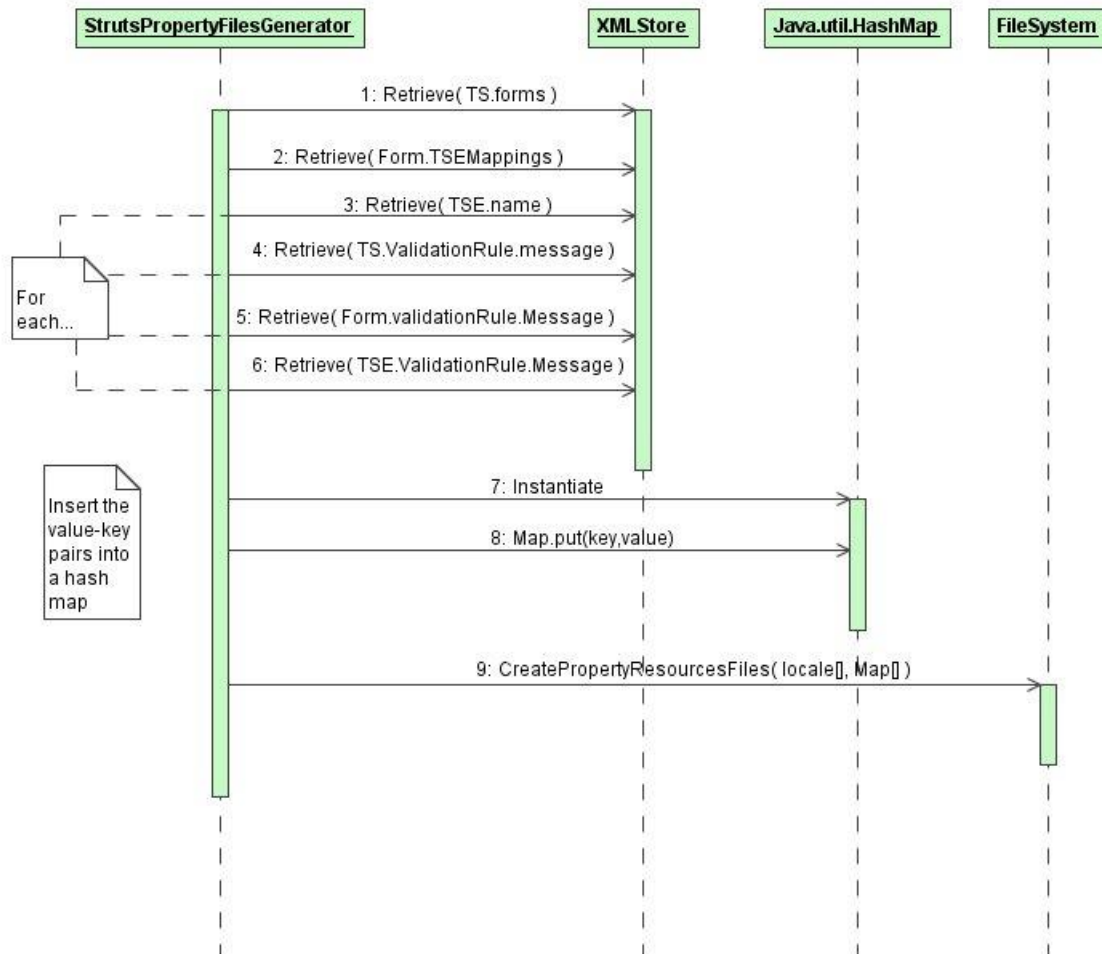 StrutsPropertyFilesGenerator
XMLStore
Java.util.HashMap
FileSystem
1: Retrieve( TS.forms )
2: Retrieve( Form.TSEMappings )
3: Retrieve( TSE.name )
4: Retrieve( TS.ValidationRule.message )
For
each...
5: Retrieve( Form.validationRule.Message )
6: Retrieve( TSE.ValidationRule.Message )
7: Instantiate
Insert the
value-key
pairs into
a hash
map
8: Map.put(key,value)
9: CreatePropertyResourcesFiles( locale[], Map[] )